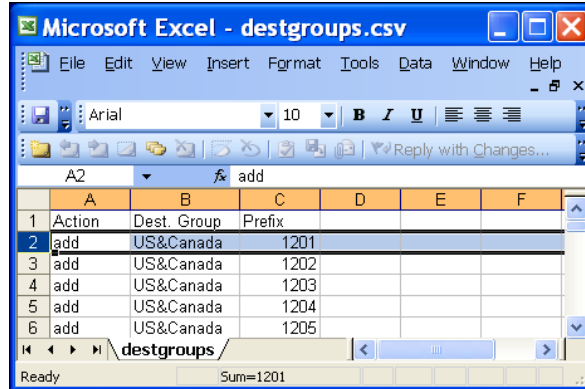 Microsoft Excel - destgroups.csv
File Edit View Insert Format Tools Data Window Help
Arial 10 B I U
Reply with Changes...
A2 fx add
A B C D E F
1 Action Dest. Group Prefix
2 add US&Canada 1201
3 add US&Canada 1202
4 add US&Canada 1203
5 add US&Canada 1204
6 add US&Canada 1205
destgroups
Ready Sum=1201